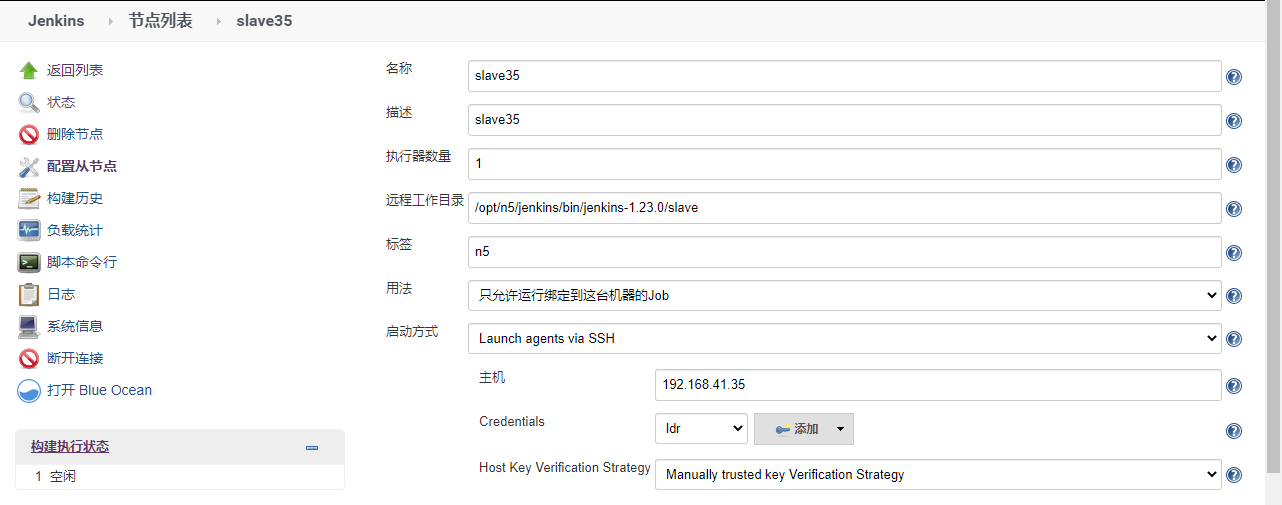 Jenkins 节点列表 slave35
返回列表
状态
删除节点
配置从节点
构建历史
负载统计
脚本命令行
日志
系统信息
断开连接
打开 Blue Ocean
构建执行状态
1 空闲
名称 slave35
描述 slave35
执行器数量 1
远程工作目录 /opt/n5/jenkins/bin/jenkins-1.23.0/slave
标签 n5
用法 只允许运行绑定到这台机器的Job
启动方式 Launch agents via SSH
主机 192.168.41.35
Credentials ldr 添加
Host Key Verification Strategy Manually trusted key Verification Strategy